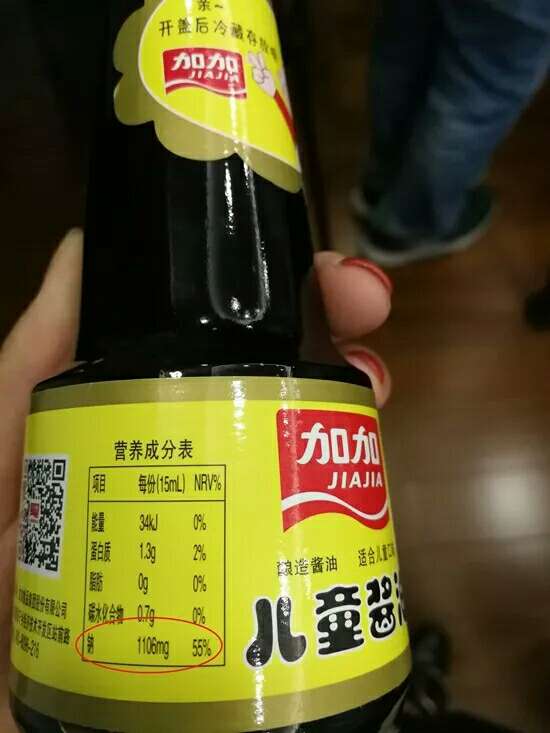 亲~
开盖后冷藏存放
加加
JIAJIA
营养成分表
项目 每份(15mL) NRV%
能量 34kJ 0%
蛋白质 1.3g 2%
脂肪 0g 0%
碳水化合物 0.7g 0%
钠 1106mg 55%
加加
JIAJIA
酿造酱油 适合儿童口味
儿童酱油